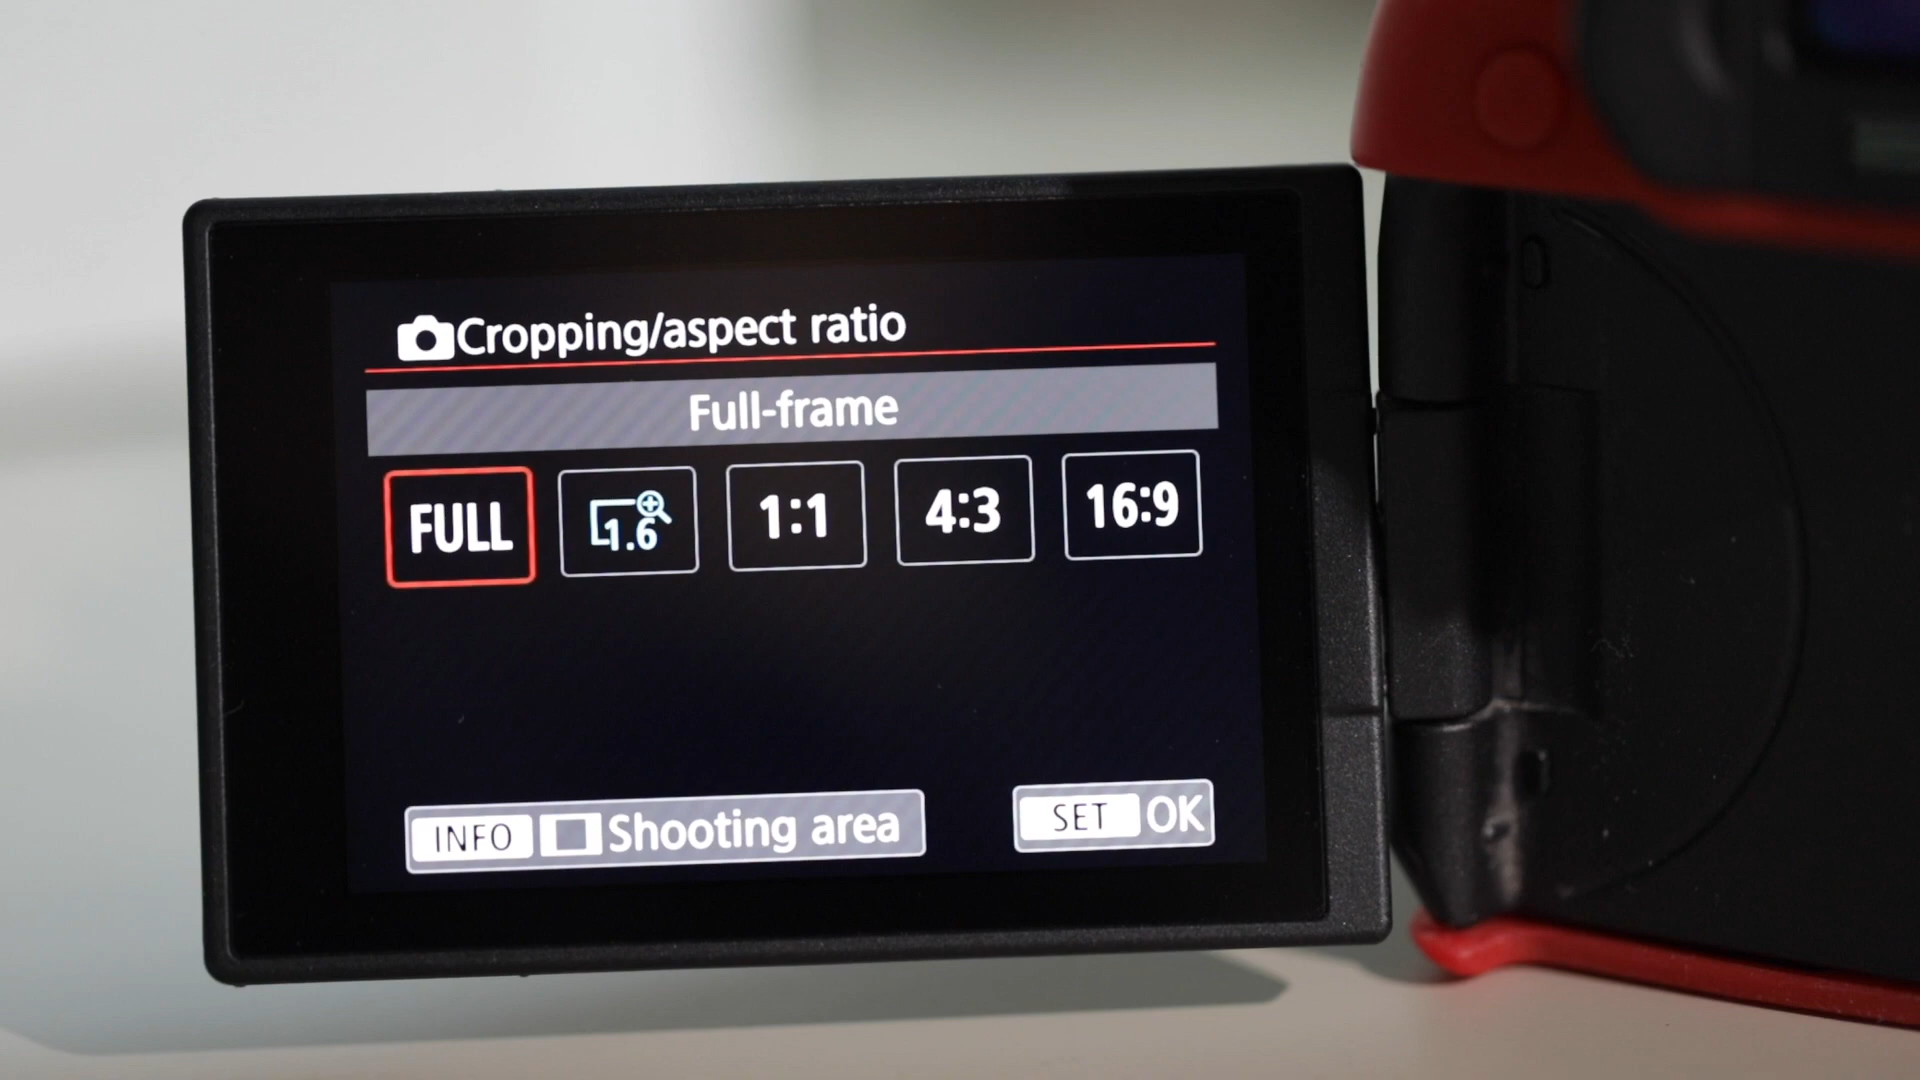 Cropping/aspect ratio
Full-frame
FULL 1.6 1:1 4:3 16:9
INFO Shooting area SET OK